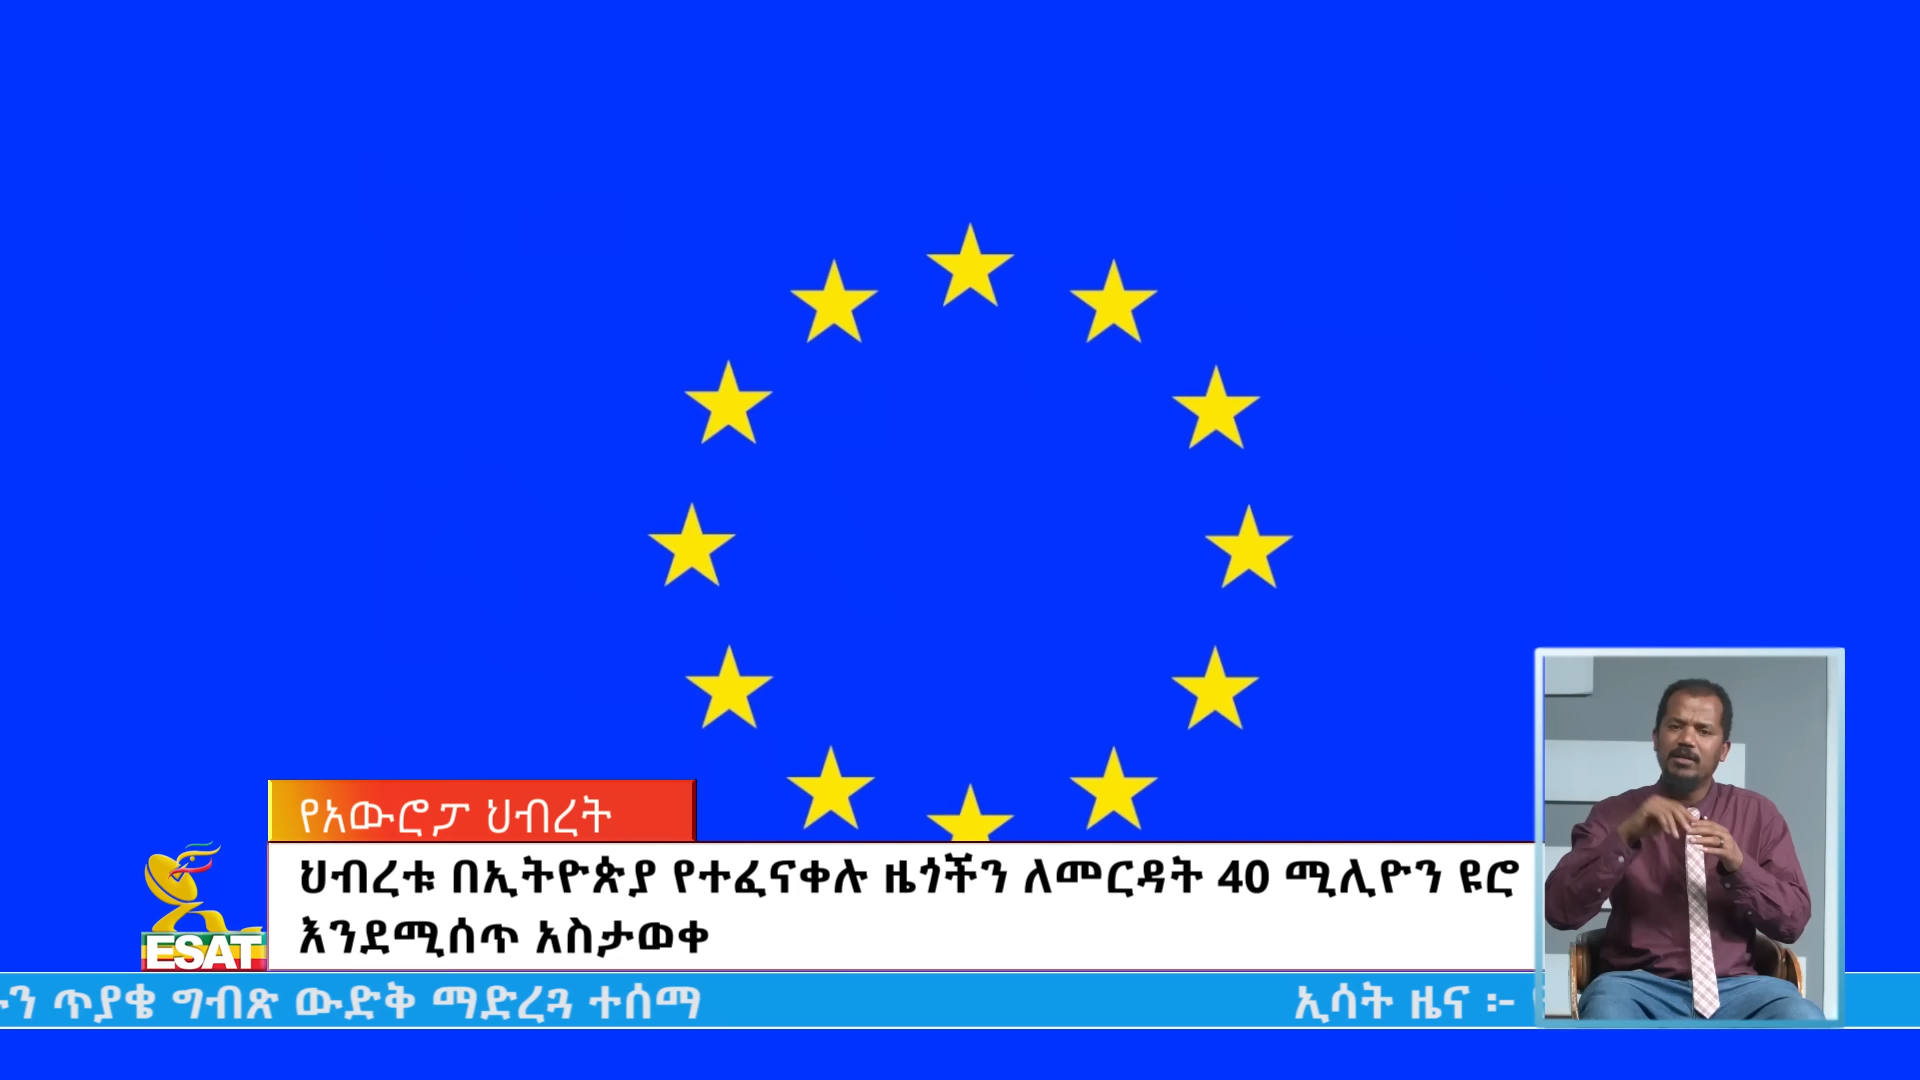 የአውሮፓ ህብረት
ህብረቱ በኢትዮጵያ የተፈናቀሉ ዜጎችን ለመርዳት 40 ሚሊዮን ዩሮ
እንደሚሰጥ አስታወቀ
ESAT
ጥያቄ ግብጽ ውድቅ ማድረጓ ተሰማ ኢሳት ዜና ፦